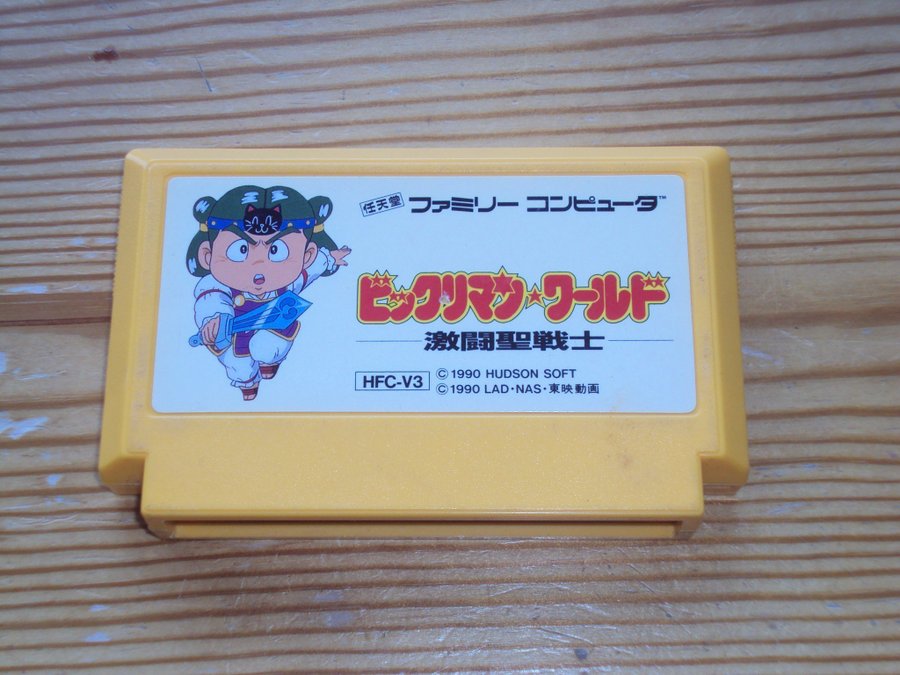 任天堂 ファミリー コンピュータ™
ビックリマン★ワールド
激闘聖戦士
HFC-V3
©1990 HUDSON SOFT
©1990 LAD・NAS・東映動画